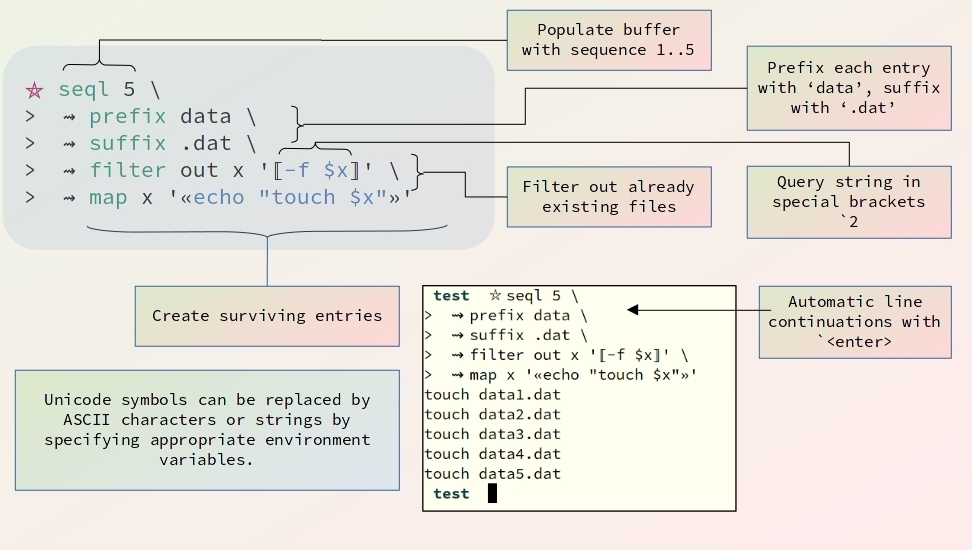 Populate buffer
with sequence 1..5
Prefix each entry
with ‘data’, suffix
with ‘.dat’
☆ seql 5 \
> ⇝ prefix data \
> ⇝ suffix .dat \
> ⇝ filter out x '⟦-f $x⟧' \
> ⇝ map x '«echo "touch $x"»'
Filter out already
existing files
Query string in
special brackets
`2
Create surviving entries
Unicode symbols can be replaced by
ASCII characters or strings by
specifying appropriate environment
variables.
test ☆ seql 5 \
> ⇝ prefix data \
> ⇝ suffix .dat \
> ⇝ filter out x '⟦-f $x⟧' \
> ⇝ map x '«echo "touch $x"»'
touch data1.dat
touch data2.dat
touch data3.dat
touch data4.dat
touch data5.dat
test
Automatic line
continuations with
`<enter>